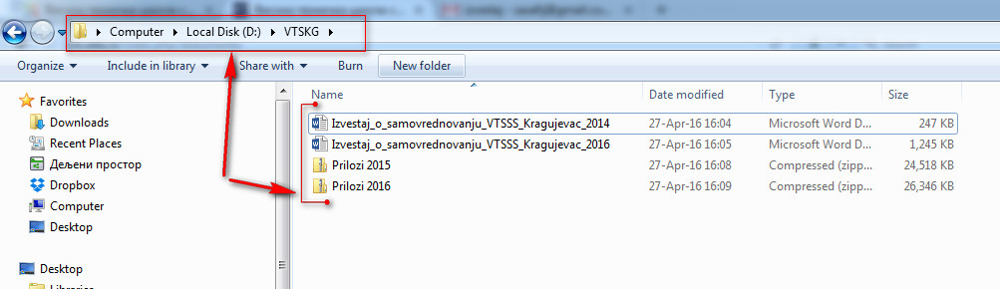 Computer Local Disk (D:) VTSKG
Organize Include in library Share with Burn New folder
Favorites
Downloads
Recent Places
Дељени простор
Dropbox
Computer
Desktop
Desktop
Name Date modified Type Size
Izvestaj_o_samovrednovanju_VTSSS_Kragujevac_2014 27-Apr-16 16:04 Microsoft Word D... 247 KB
Izvestaj_o_samovrednovanju_VTSSS_Kragujevac_2016 27-Apr-16 16:05 Microsoft Word D... 1,245 KB
Prilozi 2015 27-Apr-16 16:08 Compressed (zipp... 24,518 KB
Prilozi 2016 27-Apr-16 16:09 Compressed (zipp... 26,346 KB